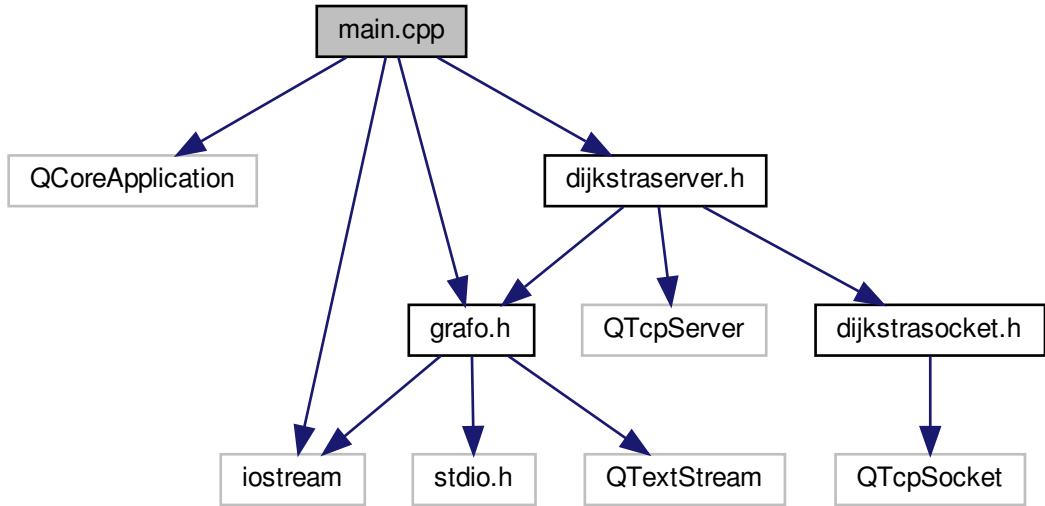 main.cpp
QCoreApplication
dijkstraserver.h
grafo.h
QTcpServer
dijkstrasocket.h
iostream
stdio.h
QTextStream
QTcpSocket